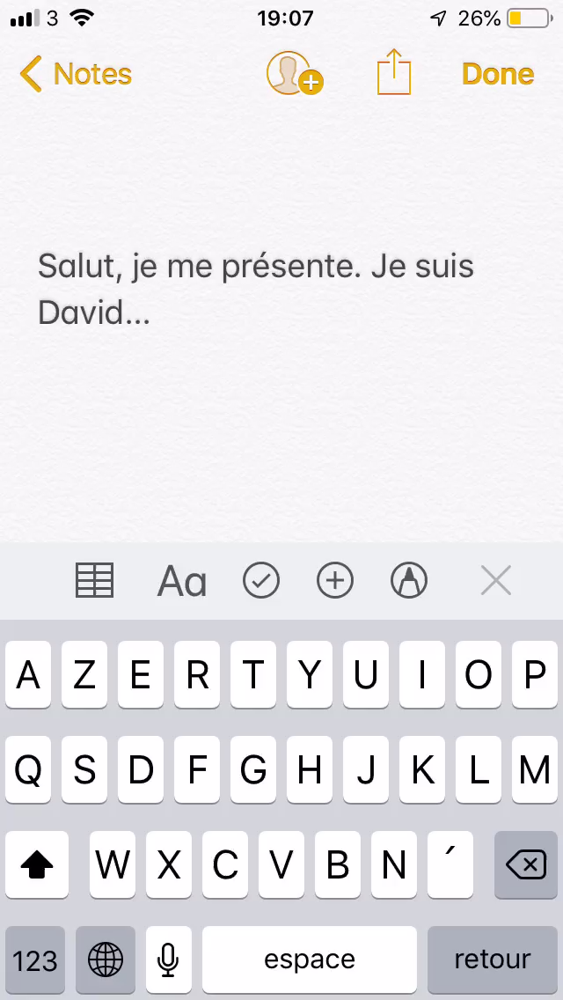 3 19:07 26%
Notes Done
Salut, je me présente. Je suis
David...
Aa
A Z E R T Y U I O P
Q S D F G H J K L M
W X C V B N ´
123 espace retour